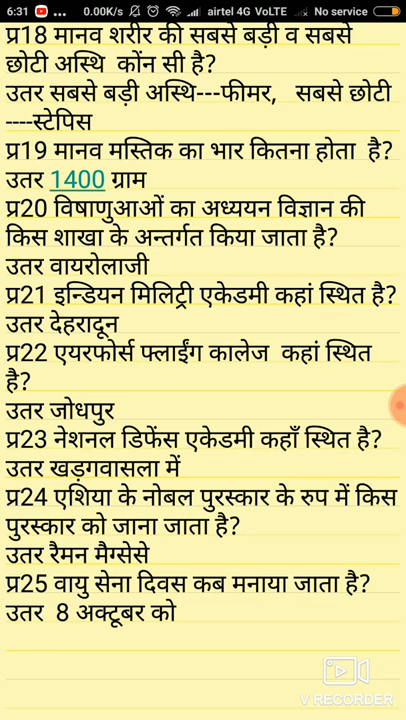 6:31 ... 0.00K/s airtel 4G VoLTE No service
प्र18 मानव शरीर की सबसे बड़ी व सबसे
छोटी अस्थि कोंन सी है?
उतर सबसे बड़ी अस्थि---फीमर, सबसे छोटी
----स्टेपिस
प्र19 मानव मस्तिक का भार कितना होता है?
उतर 1400 ग्राम
प्र20 विषाणुआओं का अध्ययन विज्ञान की
किस शाखा के अन्तर्गत किया जाता है?
उतर वायरोलाजी
प्र21 इन्डियन मिलिट्री एकेडमी कहां स्थित है?
उतर देहरादून
प्र22 एयरफोर्स फ्लाईंग कालेज कहां स्थित
है?
उतर जोधपुर
प्र23 नेशनल डिफेंस एकेडमी कहाँ स्थित है?
उतर खड़गवासला में
प्र24 एशिया के नोबल पुरस्कार के रुप में किस
पुरस्कार को जाना जाता है?
उतर रैमन मैग्सेसे
प्र25 वायु सेना दिवस कब मनाया जाता है?
उतर 8 अक्टूबर को
V RECORDER